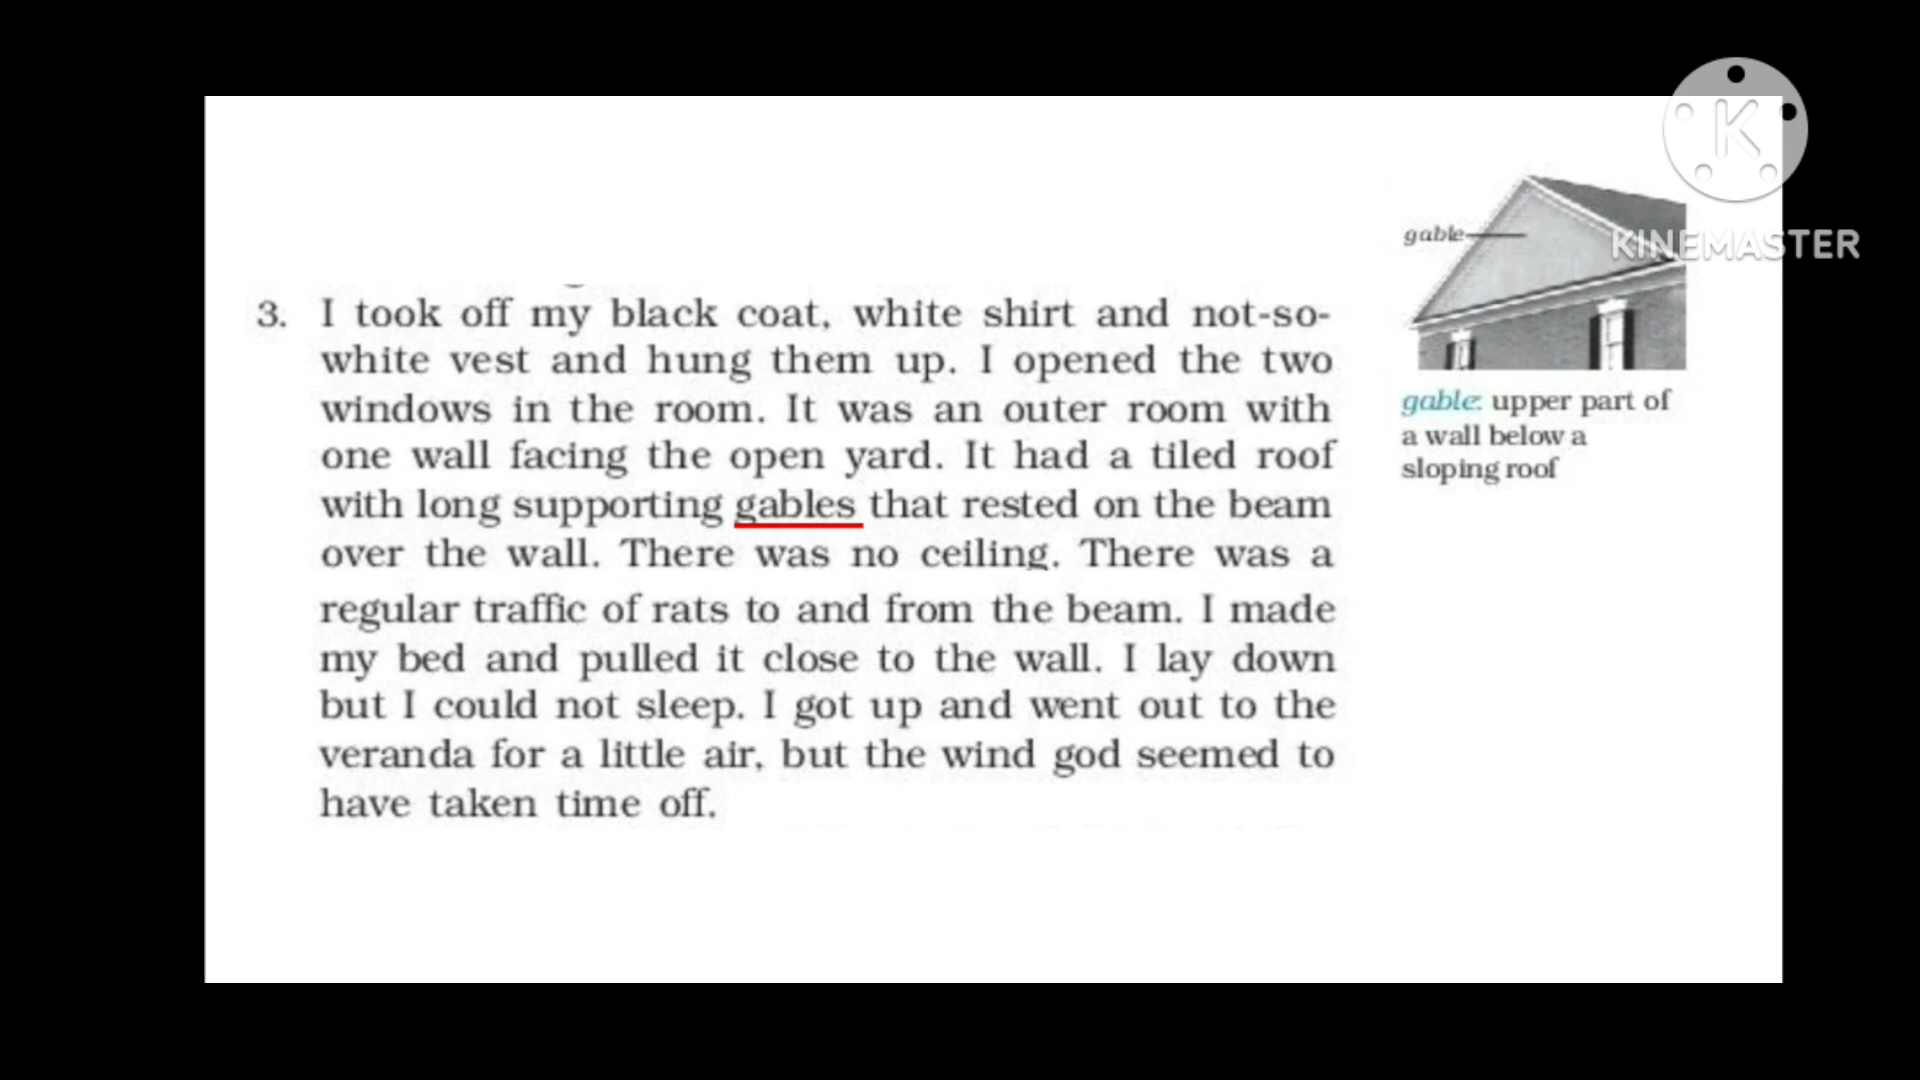 K
KINEMASTER
gable
3. I took off my black coat, white shirt and not-so-
white vest and hung them up. I opened the two
windows in the room. It was an outer room with
one wall facing the open yard. It had a tiled roof
with long supporting gables that rested on the beam
over the wall. There was no ceiling. There was a
regular traffic of rats to and from the beam. I made
my bed and pulled it close to the wall. I lay down
but I could not sleep. I got up and went out to the
veranda for a little air, but the wind god seemed to
have taken time off.
gable: upper part of
a wall below a
sloping roof